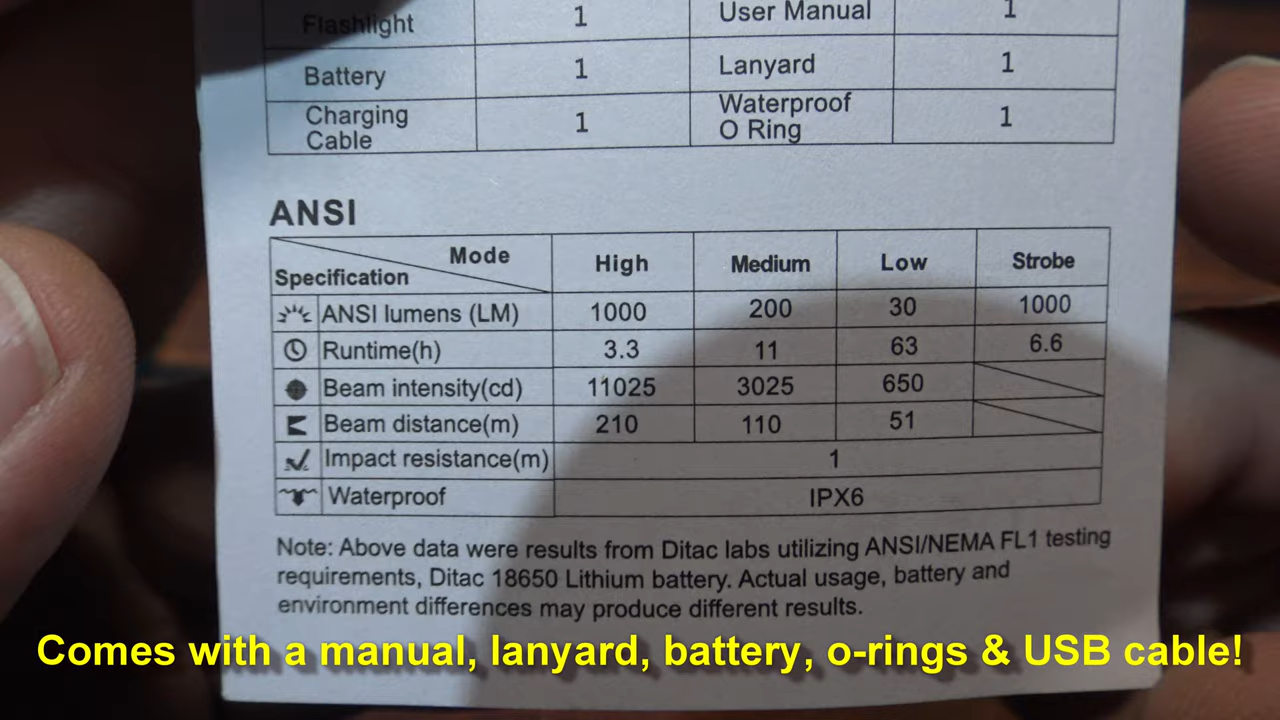 Flashlight 1 User Manual 1
Battery 1 Lanyard 1
Charging Cable 1 Waterproof O Ring 1
ANSI
Specification Mode High Medium Low Strobe
ANSI lumens (LM) 1000 200 30 1000
Runtime(h) 3.3 11 63 6.6
Beam intensity(cd) 11025 3025 650
Beam distance(m) 210 110 51
Impact resistance(m) 1
Waterproof IPX6
Note: Above data were results from Ditac labs utilizing ANSI/NEMA FL1 testing
requirements, Ditac 18650 Lithium battery. Actual usage, battery and
environment differences may produce different results.
Comes with a manual, lanyard, battery, o-rings & USB cable!